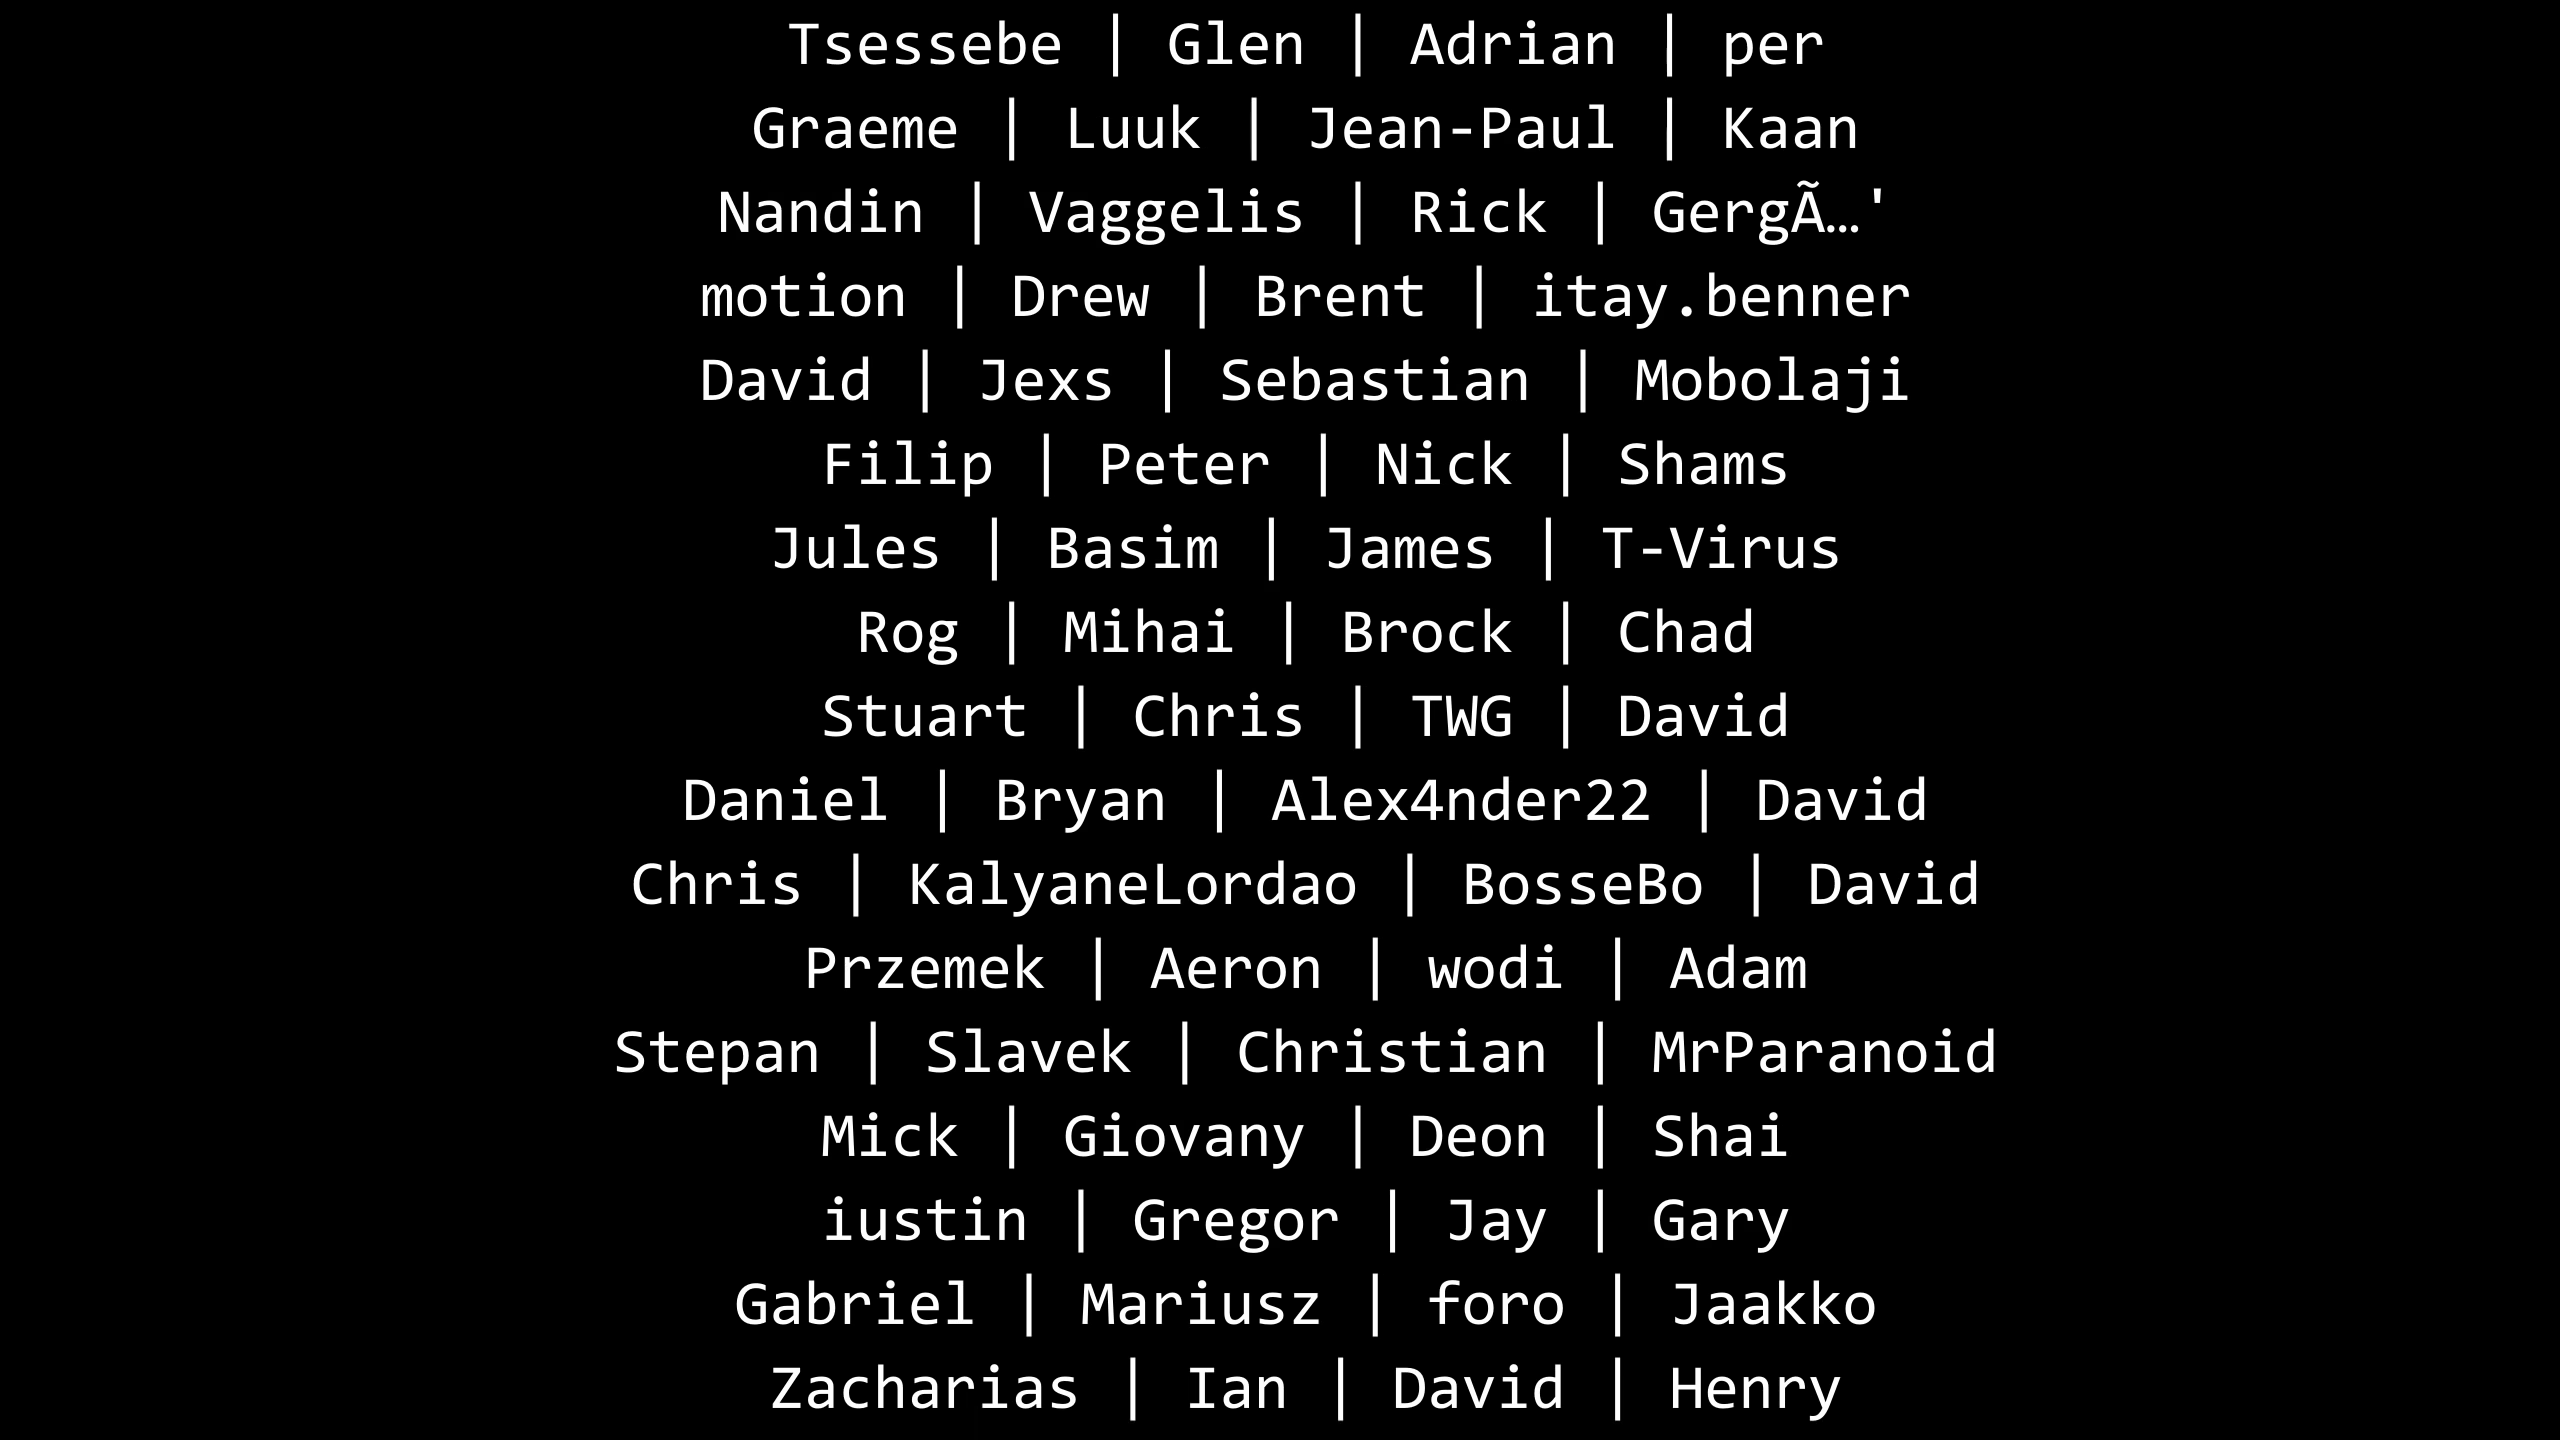 Tsessebe | Glen | Adrian | per
Graeme | Luuk | Jean-Paul | Kaan
Nandin | Vaggelis | Rick | GergÃ…'
motion | Drew | Brent | itay.benner
David | Jexs | Sebastian | Mobolaji
Filip | Peter | Nick | Shams
Jules | Basim | James | T-Virus
Rog | Mihai | Brock | Chad
Stuart | Chris | TWG | David
Daniel | Bryan | Alex4nder22 | David
Chris | KalyaneLordao | BosseBo | David
Przemek | Aeron | wodi | Adam
Stepan | Slavek | Christian | MrParanoid
Mick | Giovany | Deon | Shai
iustin | Gregor | Jay | Gary
Gabriel | Mariusz | foro | Jaakko
Zacharias | Ian | David | Henry